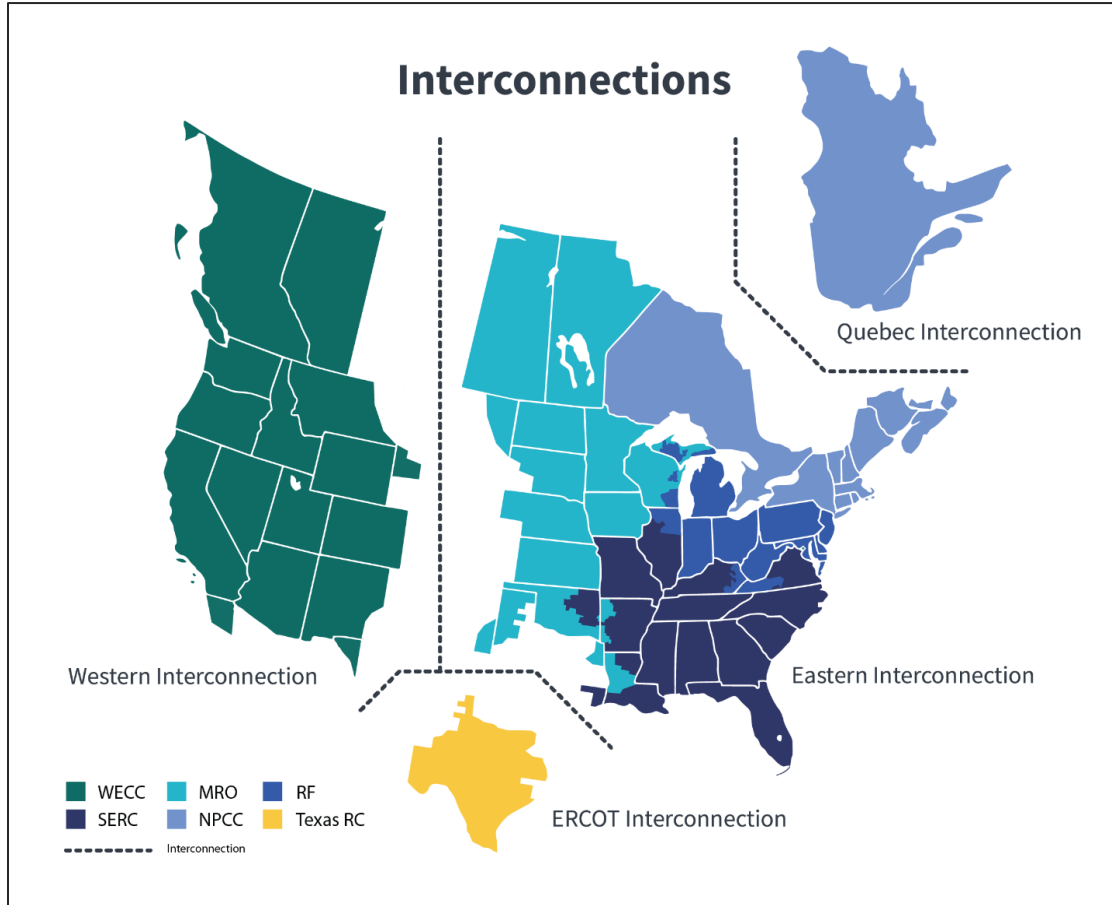 Interconnections
Quebec Interconnection
Western Interconnection
Eastern Interconnection
ERCOT Interconnection
WECC MRO RF
SERC NPCC Texas RC
Interconnection